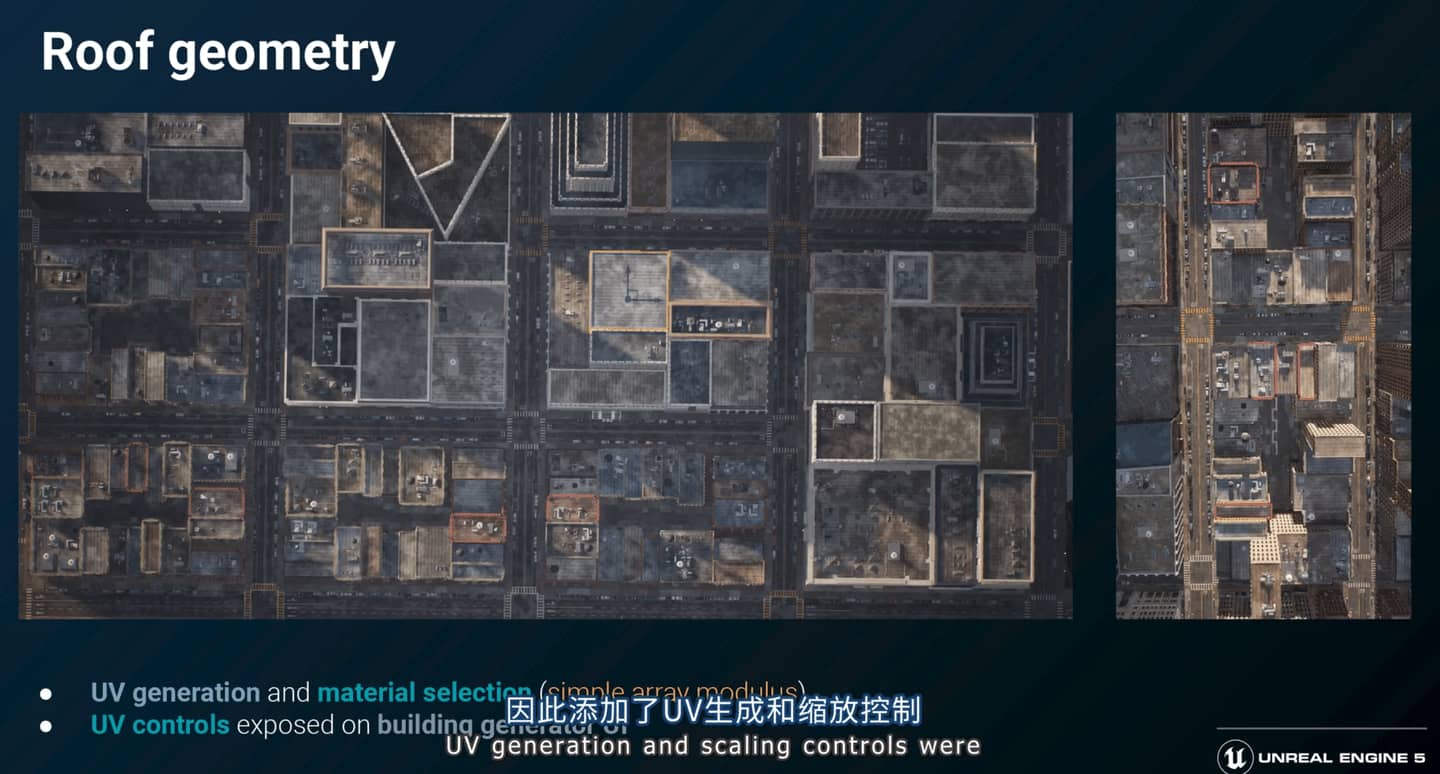 Roof geometry
● UV generation and material selection (simple array modulus)
● UV controls exposed on building generator UI
因此添加了UV生成和缩放控制
UV generation and scaling controls were
UNREAL ENGINE 5